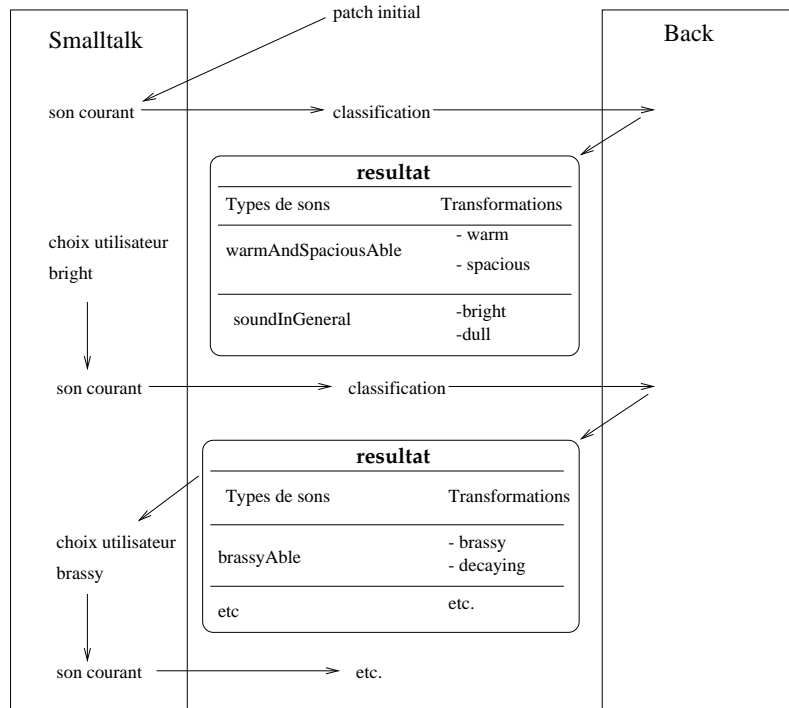 patch initial
Smalltalk
Back
son courant
classification
resultat
Types de sons Transformations
warmAndSpaciousAble
- warm
- spacious
soundInGeneral
-bright
-dull
choix utilisateur
bright
son courant
classification
resultat
Types de sons Transformations
brassyAble
- brassy
- decaying
etc
etc.
choix utilisateur
brassy
son courant
etc.